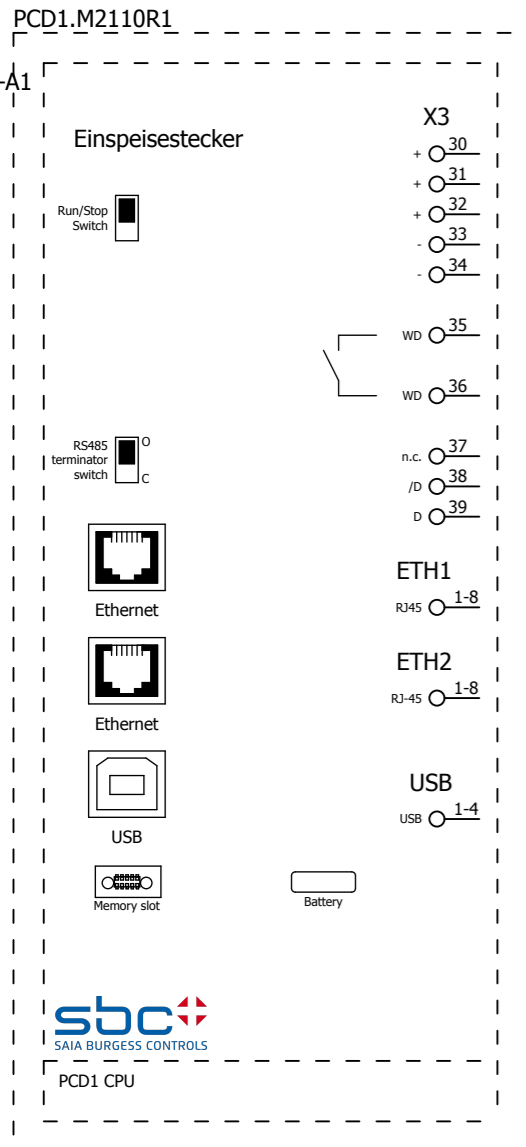 PCD1.M2110R1
-A1
X3
Einspeisestecker
+ 30
+ 31
+ 32
- 33
- 34
Run/Stop
Switch
WD 35
WD 36
RS485
terminator
switch
O
C
n.c. 37
/D 38
D 39
Ethernet
ETH1
RJ45 1-8
Ethernet
ETH2
RJ-45 1-8
USB
USB
USB 1-4
Memory slot
Battery
sbc
SAIA BURGESS CONTROLS
PCD1 CPU